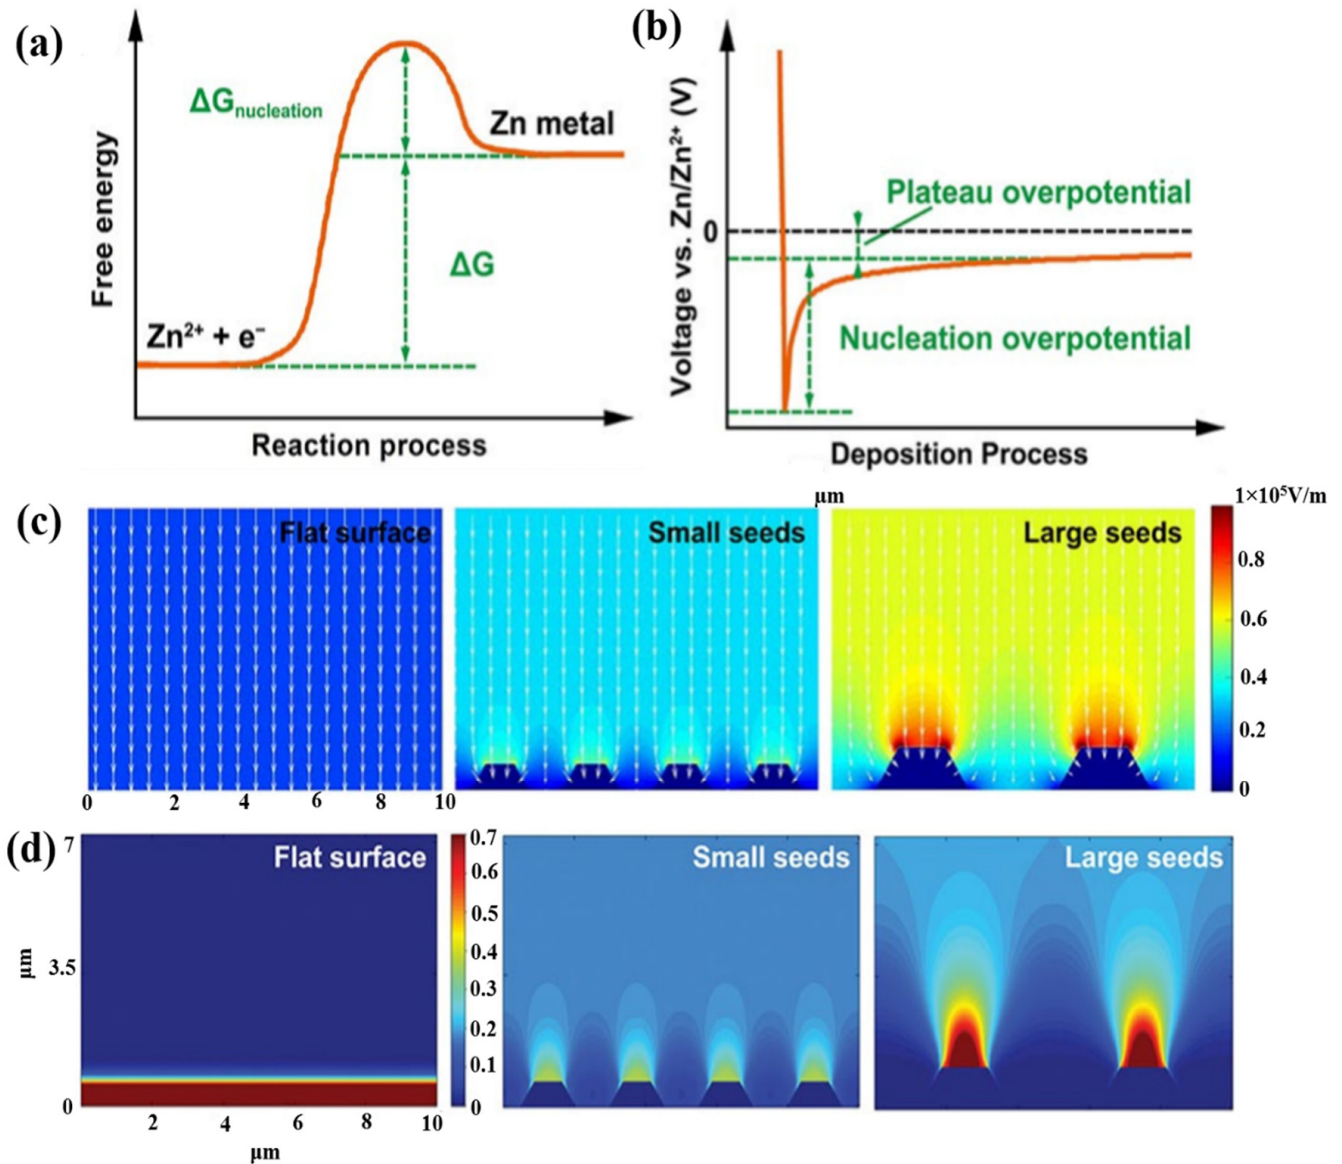 (a)
ΔGnucleation
Zn metal
ΔG
Zn²⁺ + e⁻
Free energy
Reaction process
(b)
Voltage vs. Zn/Zn²⁺ (V)
0
Plateau overpotential
Nucleation overpotential
Deposition Process
μm
(c)
Flat surface
Small seeds
Large seeds
1×10⁵V/m
0.8
0.6
0.4
0.2
0
0 2 4 6 8 10
(d)
7
3.5
0
μm
Flat surface
2 4 6 8 10
μm
0.7
0.6
0.5
0.4
0.3
0.2
0.1
0
Small seeds
Large seeds